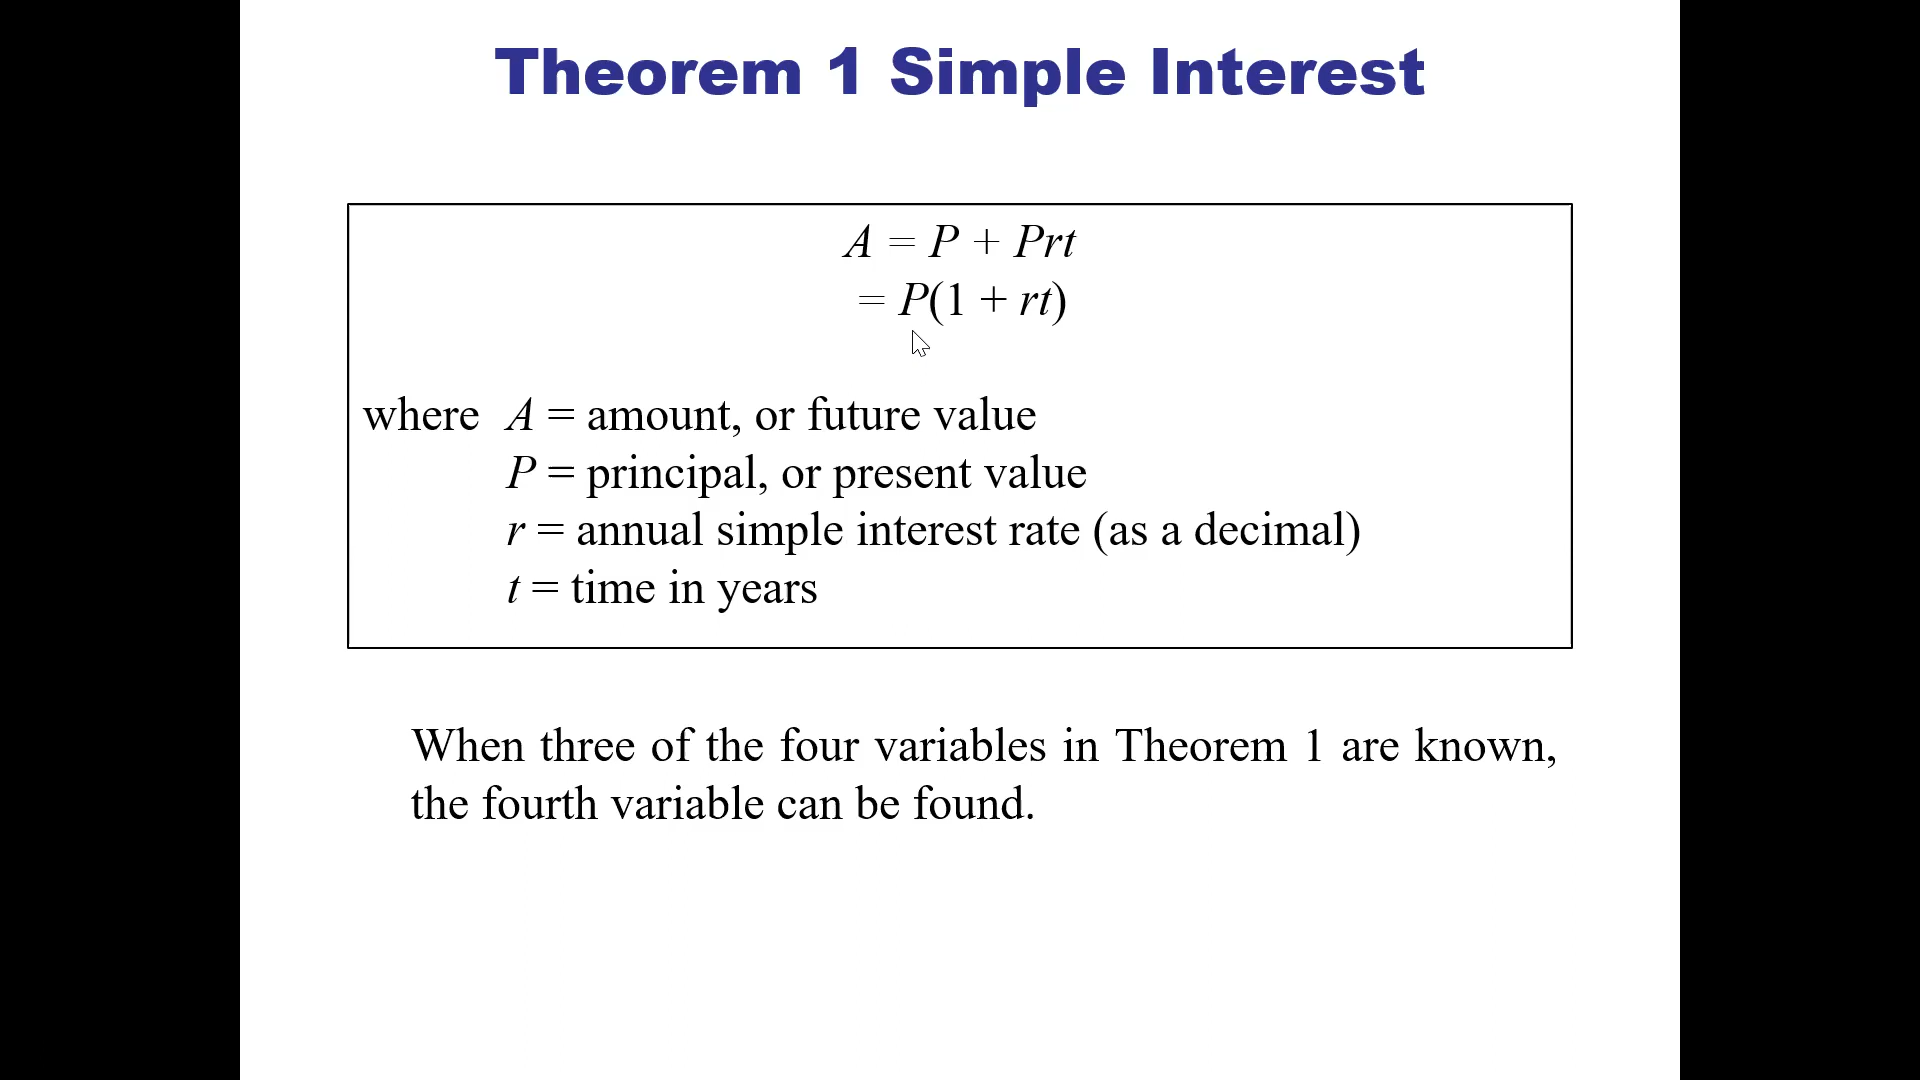 Theorem 1 Simple Interest
A = P + Prt
= P(1 + rt)
where A = amount, or future value
P = principal, or present value
r = annual simple interest rate (as a decimal)
t = time in years
When three of the four variables in Theorem 1 are known,
the fourth variable can be found.